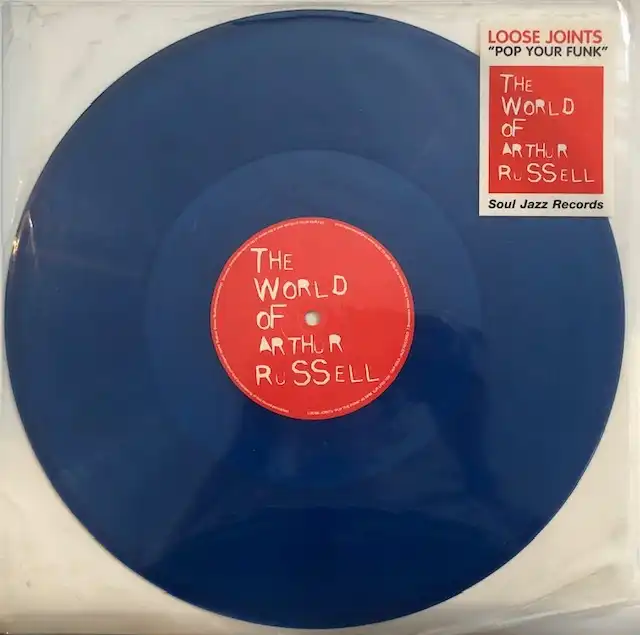 LOOSE JOINTS
"POP YOUR FUNK"
THE
WORLD
OF
ARTHUR
RUSSELL
Soul Jazz Records
THE
WORLD
OF
ARTHUR
RUSSELL